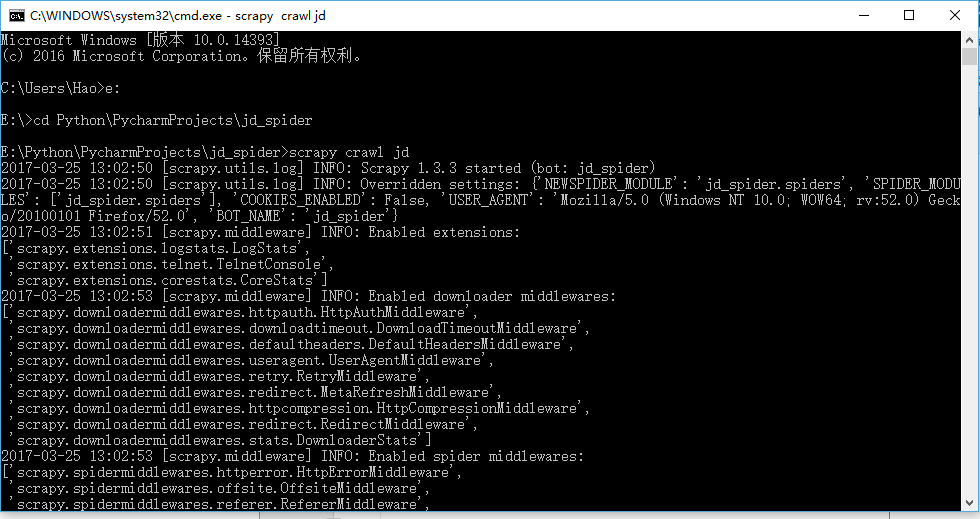 C:\WINDOWS\system32\cmd.exe - scrapy  crawl jd
Microsoft Windows [版本 10.0.14393]
(c) 2016 Microsoft Corporation。保留所有权利。
C:\Users\Hao>e:
E:\>cd Python\PycharmProjects\jd_spider
E:\Python\PycharmProjects\jd_spider>scrapy crawl jd
2017-03-25 13:02:50 [scrapy.utils.log] INFO: Scrapy 1.3.3 started (bot: jd_spider)
2017-03-25 13:02:50 [scrapy.utils.log] INFO: Overridden settings: {'NEWSPIDER_MODULE': 'jd_spider.spiders', 'SPIDER_MODU
LES': ['jd_spider.spiders'], 'COOKIES_ENABLED': False, 'USER_AGENT': 'Mozilla/5.0 (Windows NT 10.0; WOW64; rv:52.0) Geck
o/20100101 Firefox/52.0', 'BOT_NAME': 'jd_spider'}
2017-03-25 13:02:51 [scrapy.middleware] INFO: Enabled extensions:
['scrapy.extensions.logstats.LogStats',
 'scrapy.extensions.telnet.TelnetConsole',
 'scrapy.extensions.corestats.CoreStats']
2017-03-25 13:02:53 [scrapy.middleware] INFO: Enabled downloader middlewares:
['scrapy.downloadermiddlewares.httpauth.HttpAuthMiddleware',
 'scrapy.downloadermiddlewares.downloadtimeout.DownloadTimeoutMiddleware',
 'scrapy.downloadermiddlewares.defaultheaders.DefaultHeadersMiddleware',
 'scrapy.downloadermiddlewares.useragent.UserAgentMiddleware',
 'scrapy.downloadermiddlewares.retry.RetryMiddleware',
 'scrapy.downloadermiddlewares.redirect.MetaRefreshMiddleware',
 'scrapy.downloadermiddlewares.httpcompression.HttpCompressionMiddleware',
 'scrapy.downloadermiddlewares.redirect.RedirectMiddleware',
 'scrapy.downloadermiddlewares.stats.DownloaderStats']
2017-03-25 13:02:53 [scrapy.middleware] INFO: Enabled spider middlewares:
['scrapy.spidermiddlewares.httperror.HttpErrorMiddleware',
 'scrapy.spidermiddlewares.offsite.OffsiteMiddleware',
 'scrapy.spidermiddlewares.referer.RefererMiddleware',